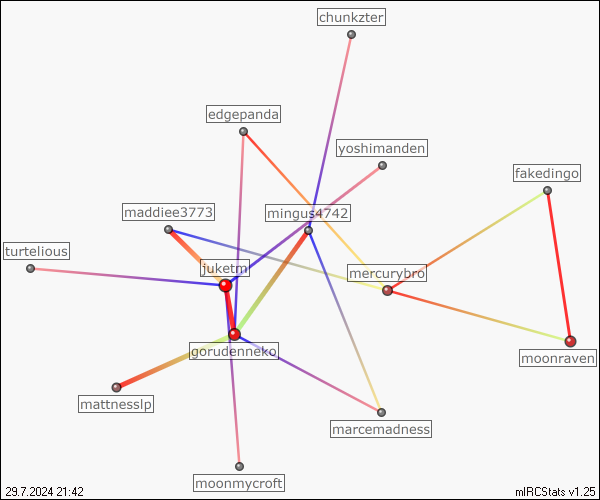 chunkzter
edgepanda
yoshimanden
fakedingo
maddiee3773
mingus4742
turtelious
juketm
mercurybro
gorudenneko
moonraven
mattnesslp
marcemadness
moonmycroft
29.7.2024 21:42
mIRCStats v1.25